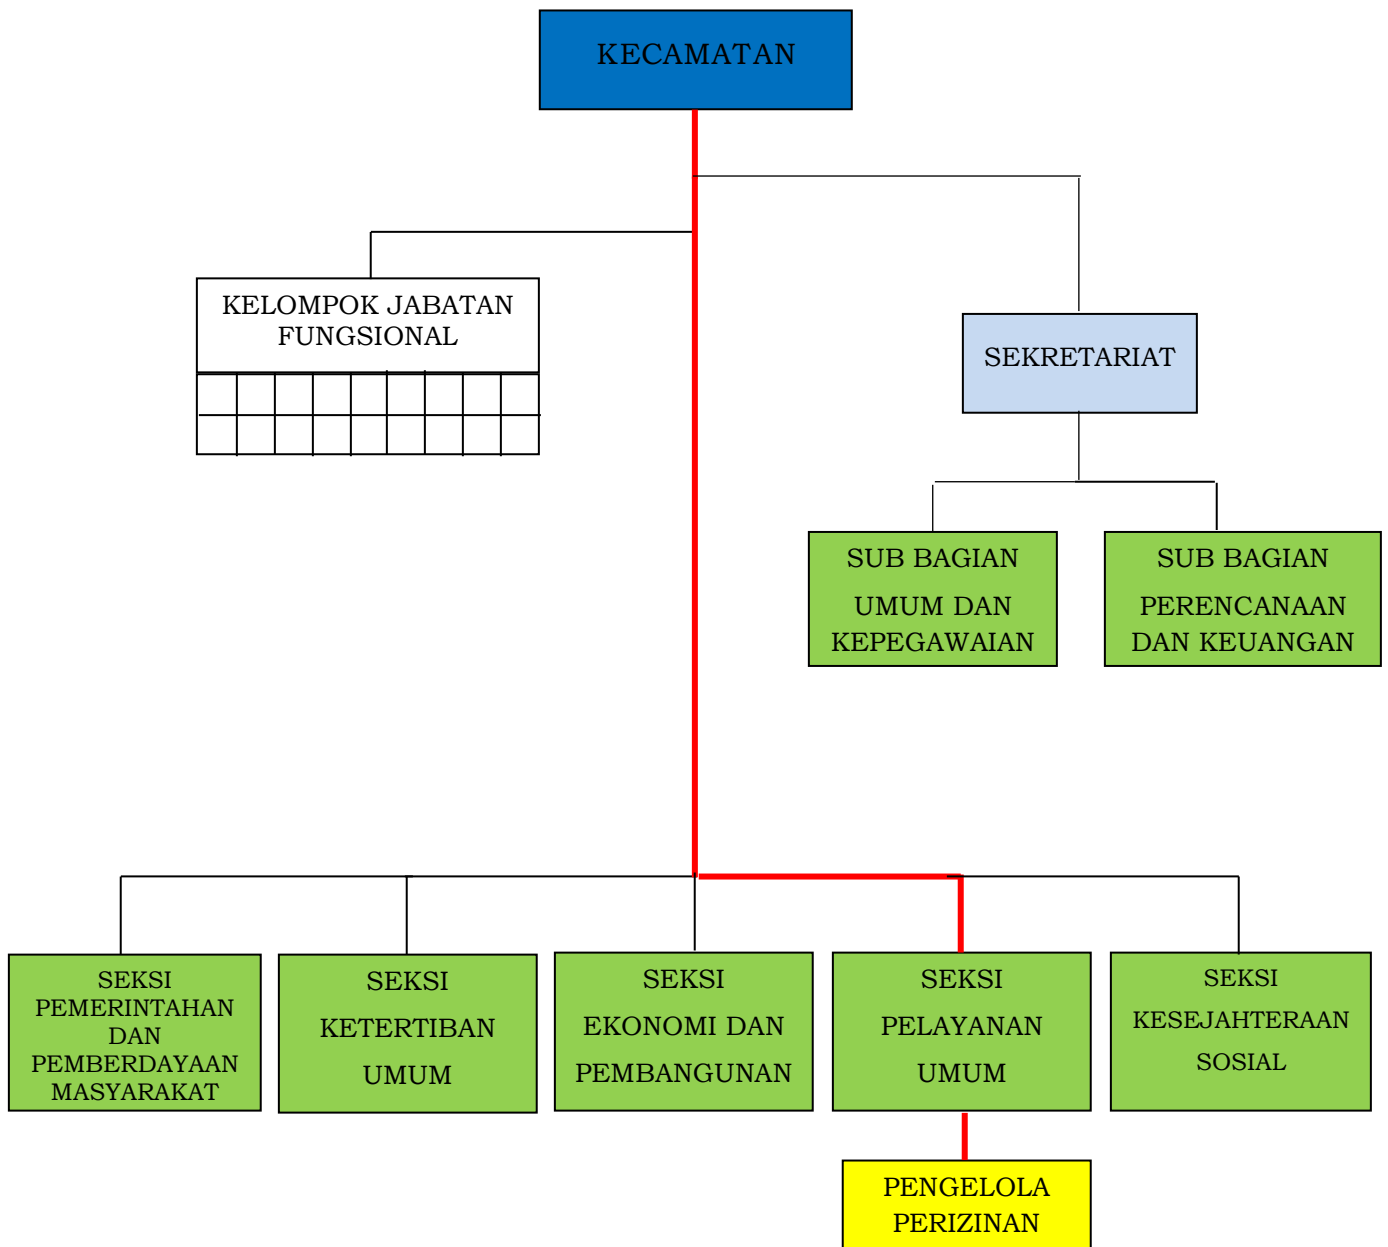 KECAMATAN
KELOMPOK JABATAN
FUNGSIONAL
SEKRETARIAT
SUB BAGIAN
UMUM DAN
KEPEGAWAIAN
SUB BAGIAN
PERENCANAAN
DAN KEUANGAN
SEKSI
PEMERINTAHAN
DAN
PEMBERDAYAAN
MASYARAKAT
SEKSI
KETERTIBAN
UMUM
SEKSI
EKONOMI DAN
PEMBANGUNAN
SEKSI
PELAYANAN
UMUM
SEKSI
KESEJAHTERAAN
SOSIAL
PENGELOLA
PERIZINAN